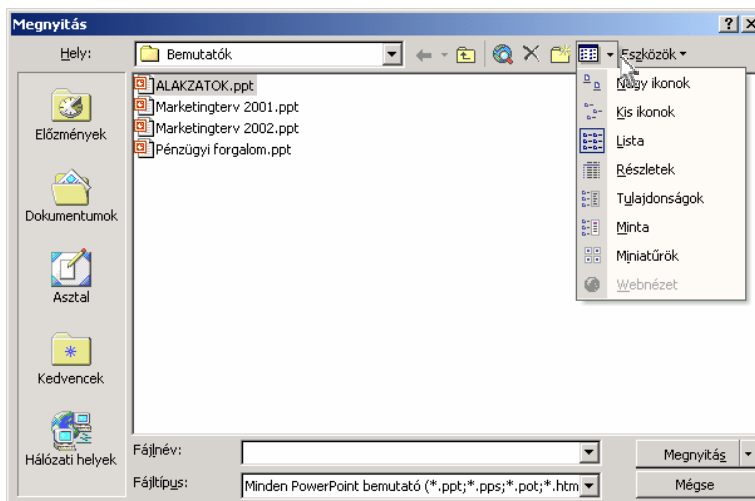 Megnyitás
Hely:
Bemutatók
Eszközök
ALAKZATOK.ppt
Marketingterv 2001.ppt
Marketingterv 2002.ppt
Pénzügyi forgalom.ppt
Nagy ikonok
Kis ikonok
Lista
Részletek
Tulajdonságok
Minta
Miniatűrök
Webnézet
Előzmények
Dokumentumok
Asztal
Kedvencek
Hálózati helyek
Fájlnév:
Megnyitás
Fájltípus:
Minden PowerPoint bemutató (*.ppt;*.pps;*.pot;*.htm
Mégse